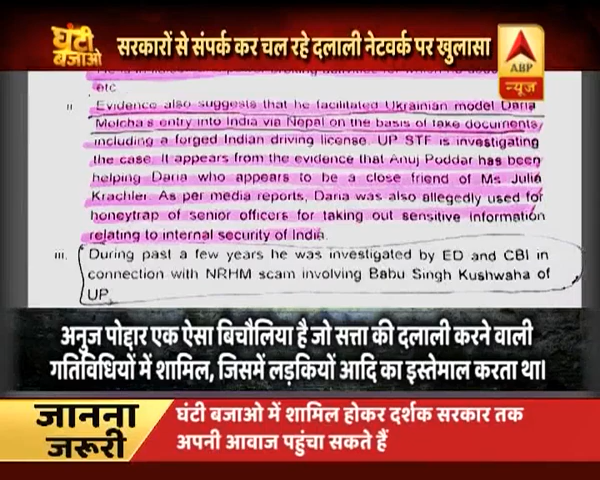 घंटी
बजाओ
सरकारों से संपर्क कर चल रहे दलाली नेटवर्क पर खुलासा
ABP
न्यूज़
etc
ii Evidence also suggests that he facilitated Ukrainian model Daria
Molcha's entry into India via Nepal on the basis of fake documents,
including a forged Indian driving license. UP STF is investigating
the case. It appears from the evidence that Anuj Poddar has been
helping Daria who appears to be a close friend of Ms Julia
Krachler. As per media reports, Daria was also allegedly used for
honeytrap of senior officers for taking out sensitive information
relating to internal security of India.
iii. During past a few years he was investigated by ED and CBI in
connection with NRHM scam involving Babu Singh Kushwaha of
UP.
अनुज पोद्दार एक ऐसा बिचौलिया है जो सत्ता की दलाली करने वाली
गतिविधियों में शामिल, जिसमें लड़कियों आदि का इस्तेमाल करता था।
जानना
जरूरी
घंटी बजाओ में शामिल होकर दर्शक सरकार तक
अपनी आवाज पहुंचा सकते हैं